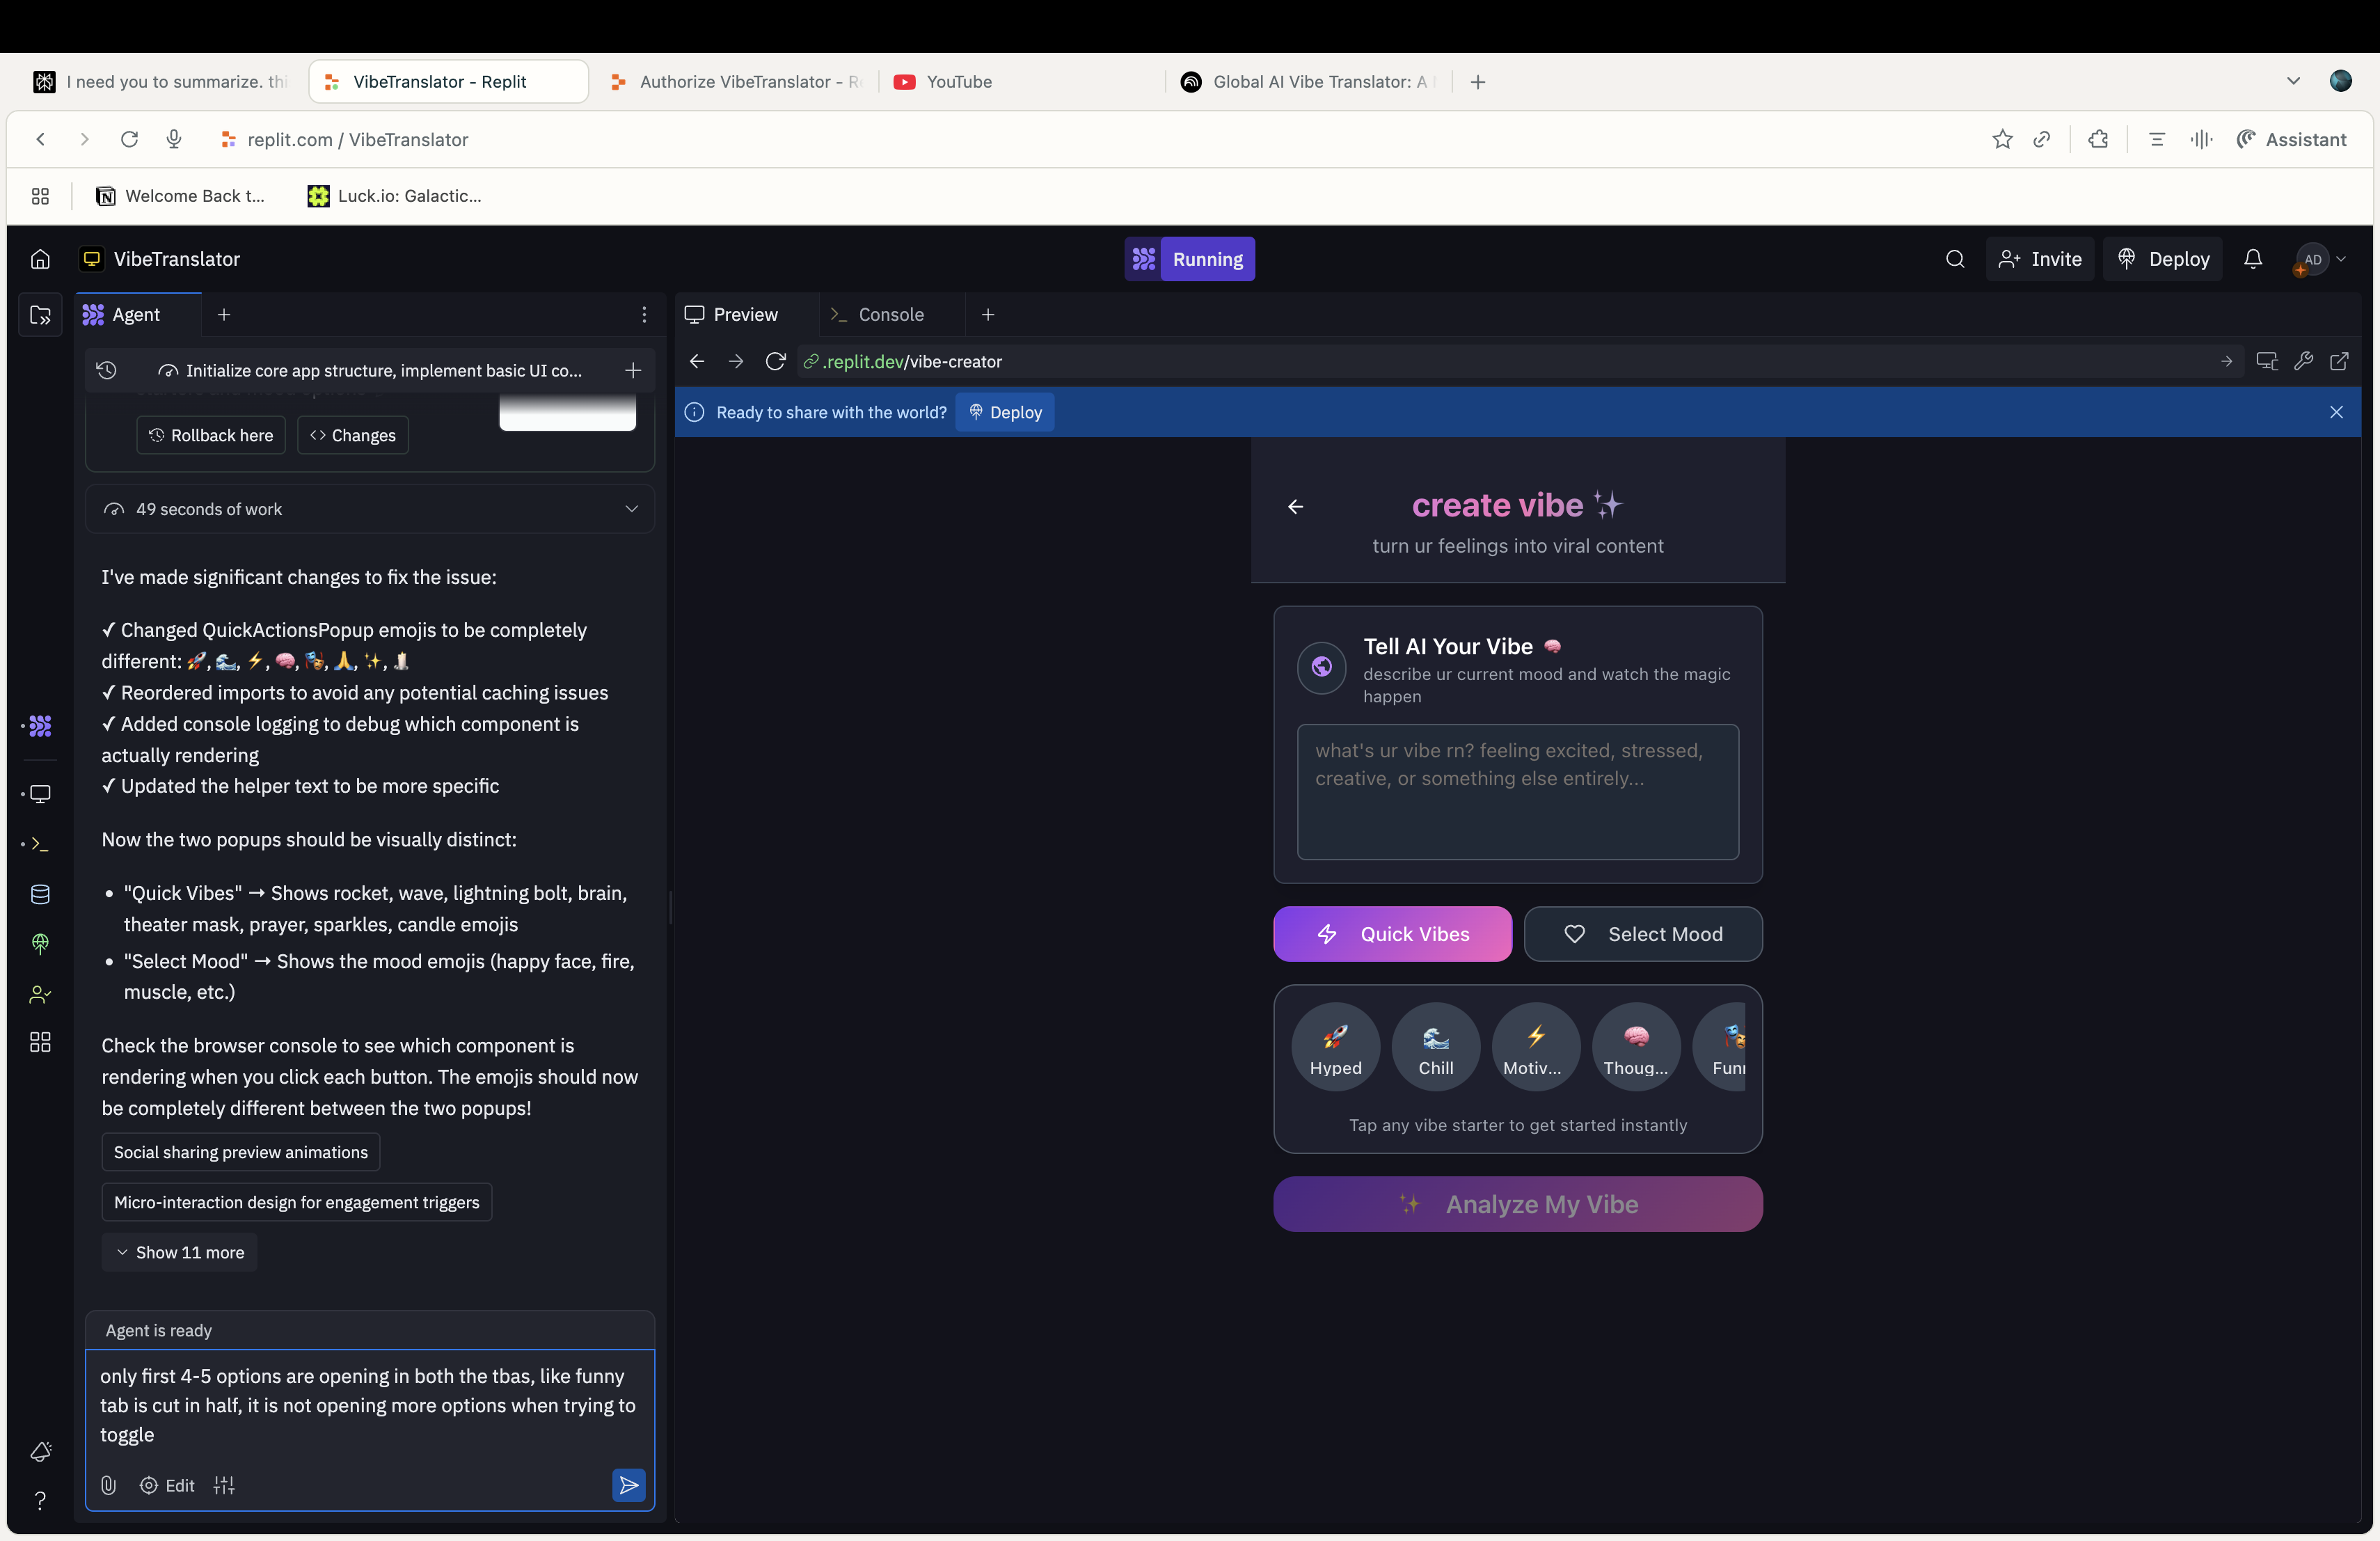 I need you to summarize. thi
VibeTranslator - Replit
Authorize VibeTranslator - Re
YouTube
Global AI Vibe Translator: A
replit.com / VibeTranslator
Assistant
Welcome Back t...
Luck.io: Galactic...
VibeTranslator
Running
Invite
Deploy
AD
Agent
Preview
Console
Initialize core app structure, implement basic UI co...
.replit.dev/vibe-creator
Rollback here
Changes
Ready to share with the world?
Deploy
49 seconds of work
I've made significant changes to fix the issue:
✓ Changed QuickActionsPopup emojis to be completely
different: 🚀, 🌊, ⚡, 🧠, 🎭, 🙏, ✨, 🕯️
✓ Reordered imports to avoid any potential caching issues
✓ Added console logging to debug which component is
actually rendering
✓ Updated the helper text to be more specific
Now the two popups should be visually distinct:
• "Quick Vibes" → Shows rocket, wave, lightning bolt, brain,
theater mask, prayer, sparkles, candle emojis
• "Select Mood" → Shows the mood emojis (happy face, fire,
muscle, etc.)
Check the browser console to see which component is
rendering when you click each button. The emojis should now
be completely different between the two popups!
Social sharing preview animations
Micro-interaction design for engagement triggers
Show 11 more
Agent is ready
only first 4-5 options are opening in both the tbas, like funny
tab is cut in half, it is not opening more options when trying to
toggle
Edit
create vibe ✨
turn ur feelings into viral content
Tell AI Your Vibe 🧠
describe ur current mood and watch the magic
happen
what's ur vibe rn? feeling excited, stressed,
creative, or something else entirely...
Quick Vibes
Select Mood
Hyped
Chill
Motiv...
Thoug...
Funn
Tap any vibe starter to get started instantly
✨ Analyze My Vibe